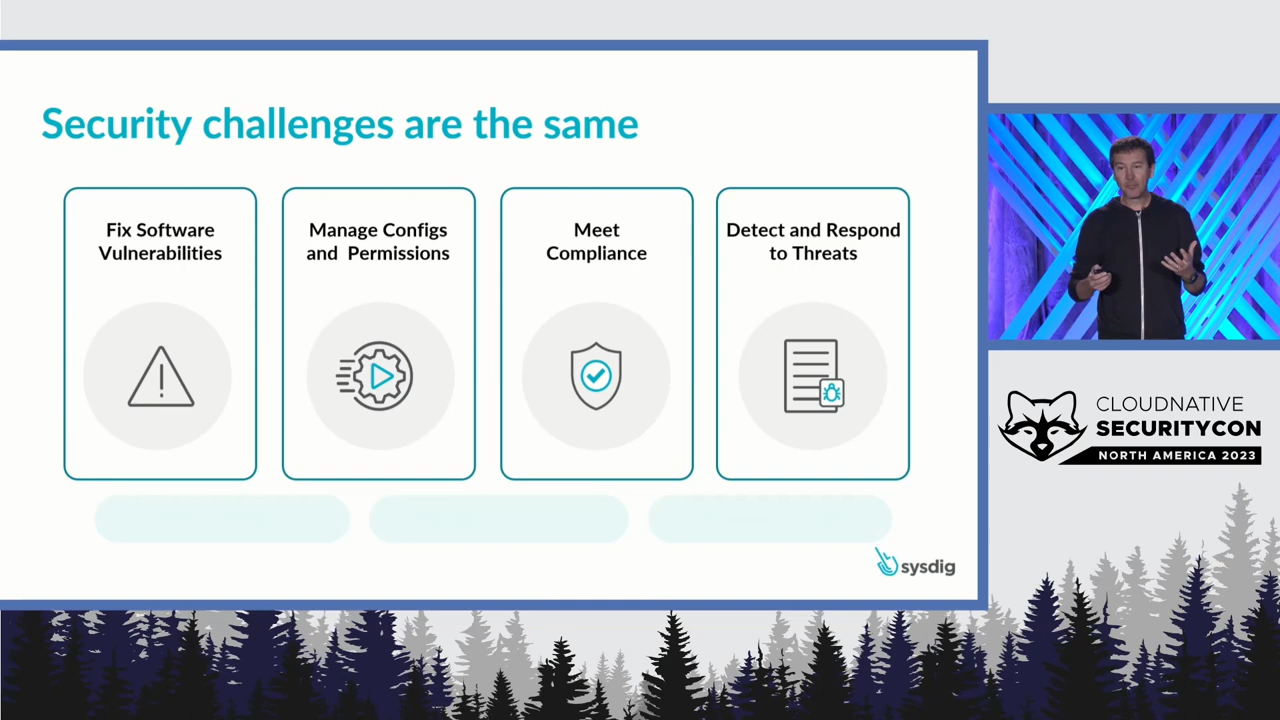 Security challenges are the same
Fix Software
Vulnerabilities
Manage Configs
and Permissions
Meet
Compliance
Detect and Respond
to Threats
sysdig
CLOUDNATIVE
SECURITYCON
NORTH AMERICA 2023